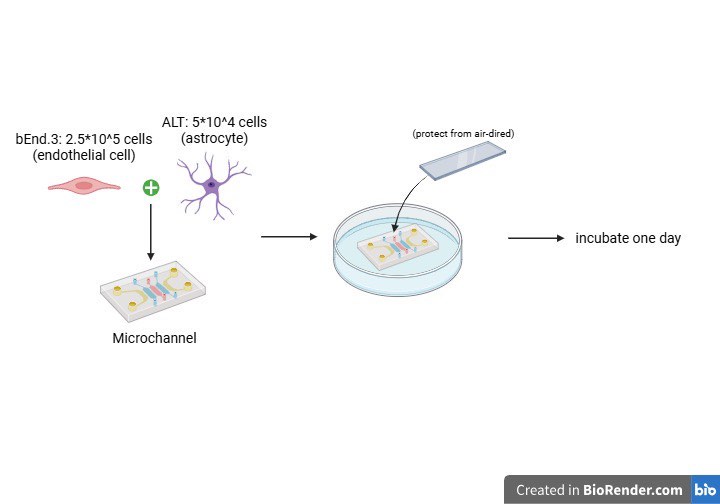 bEnd.3: 2.5*10^5 cells
(endothelial cell)
ALT: 5*10^4 cells
(astrocyte)
Microchannel
(protect from air-dired)
incubate one day
Created in BioRender.com
bio